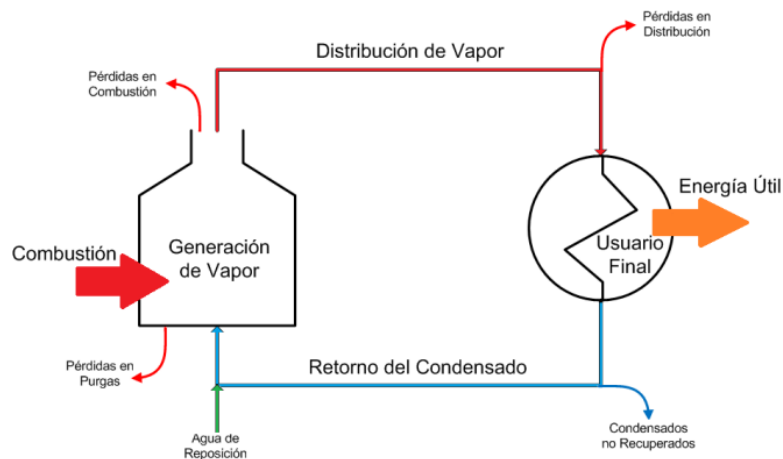 Pérdidas en
Distribución
Distribución de Vapor
Pérdidas en
Combustión
Energía Útil
Generación
de Vapor
Usuario
Final
Combustión
Pérdidas en
Purgas
Retorno del Condensado
Agua de
Reposición
Condensados
no Recuperados